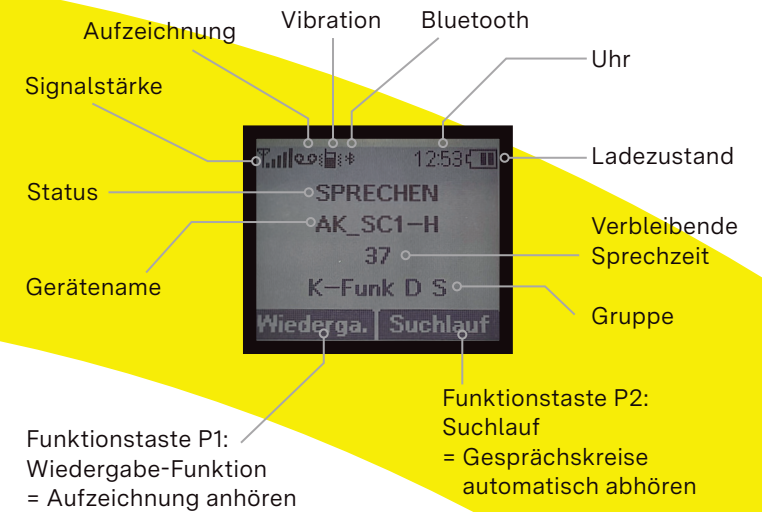 Aufzeichnung
Vibration
Bluetooth
Uhr
Signalstärke
Ladezustand
12:53
Status
SPRECHEN
AK_SC1-H
Verbleibende
Sprechzeit
37
Gerätename
K-Funk D S
Gruppe
Wiederga.
Suchlauf
Funktionstaste P1:
Wiedergabe-Funktion
= Aufzeichnung anhören
Funktionstaste P2:
Suchlauf
= Gesprächskreise
automatisch abhören